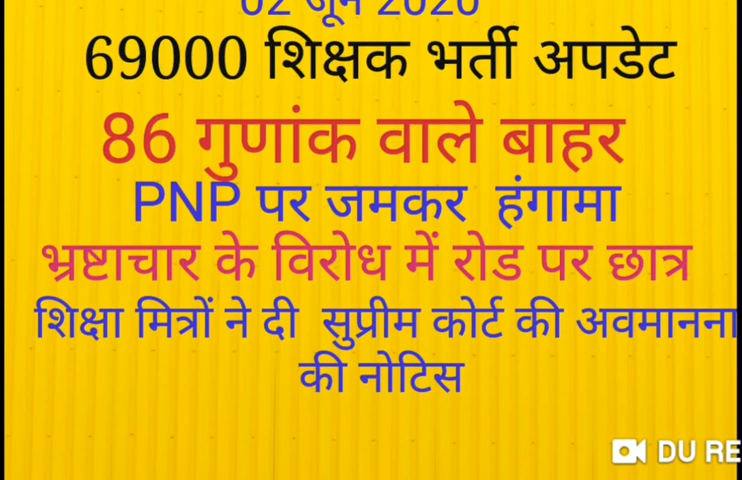 02 जून 2020
69000 शिक्षक भर्ती अपडेट
86 गुणांक वाले बाहर
PNP पर जमकर हंगामा
भ्रष्टाचार के विरोध में रोड पर छात्र
शिक्षा मित्रों ने दी सुप्रीम कोर्ट की अवमानना
की नोटिस
DU RE